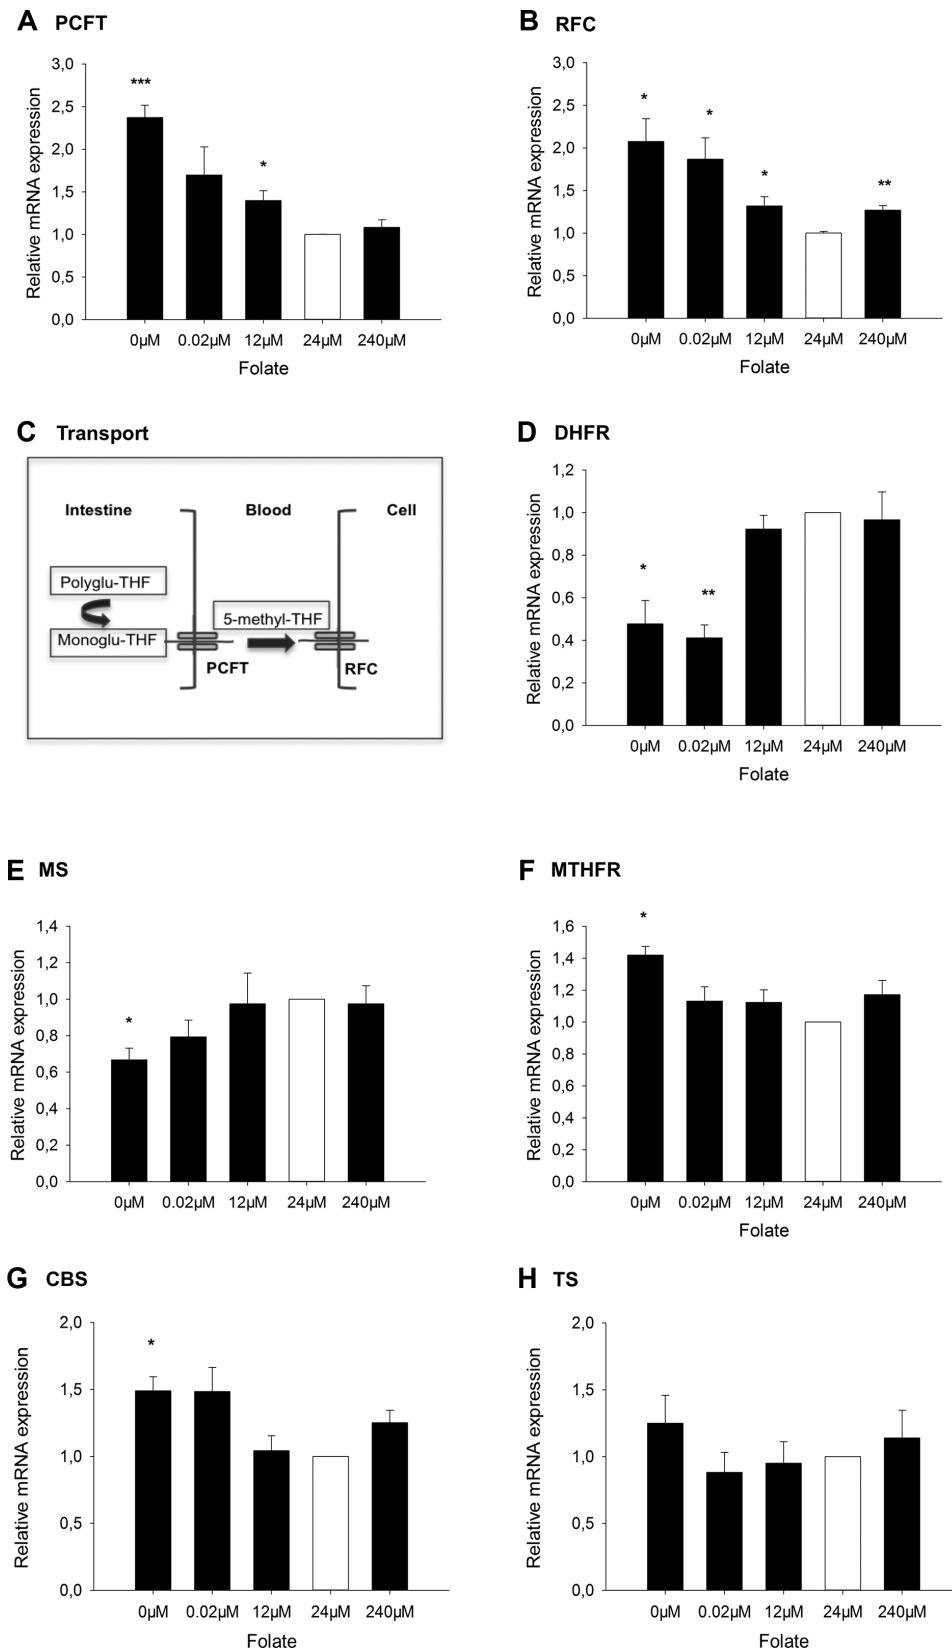 A PCFT
Relative mRNA expression
3,0
2,5
2,0
1,5
1,0
0,5
0,0
***
*
0µM 0.02µM 12µM 24µM 240µM
Folate
B RFC
Relative mRNA expression
3,0
2,5
2,0
1,5
1,0
0,5
0,0
*
*
*
**
0µM 0.02µM 12µM 24µM 240µM
Folate
C Transport
Intestine Blood Cell
Polyglu-THF
Monoglu-THF
5-methyl-THF
PCFT RFC
D DHFR
Relative mRNA expression
1,2
1,0
0,8
0,6
0,4
0,2
0,0
*
**
0µM 0.02µM 12µM 24µM 240µM
Folate
E MS
Relative mRNA expression
1,4
1,2
1,0
0,8
0,6
0,4
0,2
0,0
*
0µM 0.02µM 12µM 24µM 240µM
F MTHFR
Relative mRNA expression
1,6
1,4
1,2
1,0
0,8
0,6
0,4
0,2
0,0
*
0µM 0.02µM 12µM 24µM 240µM
Folate
G CBS
Relative mRNA expression
2,0
1,5
1,0
0,5
0,0
*
0µM 0.02µM 12µM 24µM 240µM
Folate
H TS
Relative mRNA expression
2,0
1,5
1,0
0,5
0,0
0µM 0.02µM 12µM 24µM 240µM
Folate